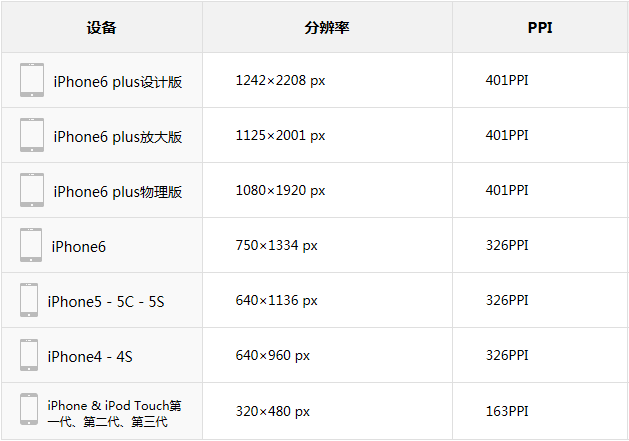 设备 分辨率 PPI
iPhone6 plus设计版 1242×2208 px 401PPI
iPhone6 plus放大版 1125×2001 px 401PPI
iPhone6 plus物理版 1080×1920 px 401PPI
iPhone6 750×1334 px 326PPI
iPhone5 - 5C - 5S 640×1136 px 326PPI
iPhone4 - 4S 640×960 px 326PPI
iPhone & iPod Touch第
一代、第二代、第三代 320×480 px 163PPI